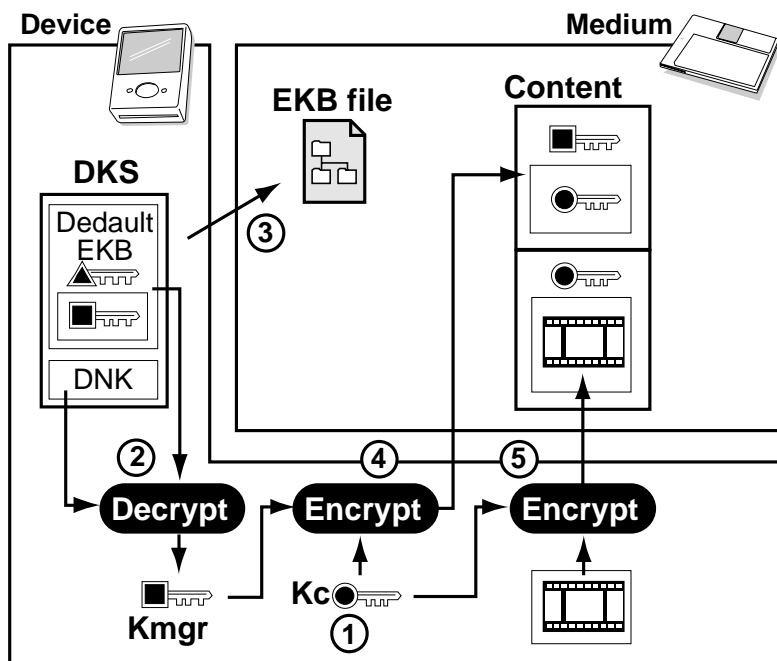 Device
Medium
EKB file
Content
DKS
Dedault
EKB
3
DNK
2
4
5
Decrypt
Encrypt
Encrypt
Kc
Kmgr
1